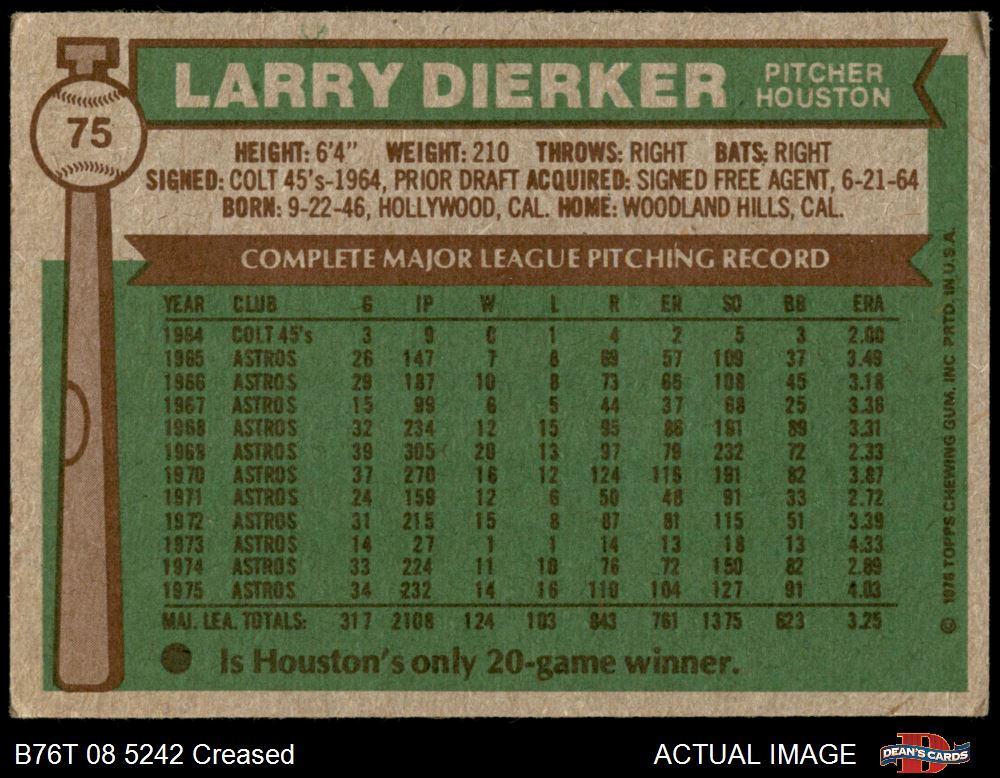 LARRY DIERKER
PITCHER
HOUSTON
75
HEIGHT: 6'4" WEIGHT: 210 THROWS: RIGHT BATS: RIGHT
SIGNED: COLT 45's-1964, PRIOR DRAFT ACQUIRED: SIGNED FREE AGENT, 6-21-64
BORN: 9-22-46, HOLLYWOOD, CAL. HOME: WOODLAND HILLS, CAL.
COMPLETE MAJOR LEAGUE PITCHING RECORD
YEAR CLUB G IP W L R ER SO BB ERA
1964 COLT 45's 3 9 0 1 4 2 5 3 2.00
1965 ASTROS 26 147 7 8 69 57 109 37 3.49
1966 ASTROS 29 187 10 8 73 66 108 45 3.18
1967 ASTROS 15 99 6 5 44 37 68 25 3.36
1968 ASTROS 32 234 12 15 95 86 161 89 3.31
1969 ASTROS 39 305 20 13 97 79 232 72 2.33
1970 ASTROS 37 270 16 12 124 116 191 82 3.87
1971 ASTROS 24 159 12 6 50 48 91 33 2.72
1972 ASTROS 31 215 15 8 87 81 115 51 3.39
1973 ASTROS 14 27 1 1 14 13 18 13 4.33
1974 ASTROS 33 224 11 10 76 72 150 82 2.89
1975 ASTROS 34 232 14 16 110 104 127 91 4.03
MAJ. LEA. TOTALS: 317 2108 124 103 843 761 1375 623 3.25
Is Houston's only 20-game winner.
© 1976 TOPPS CHEWING GUM, INC PRTD. IN U.S.A.
B76T 08 5242 Creased
ACTUAL IMAGE
DEAN'S CARDS